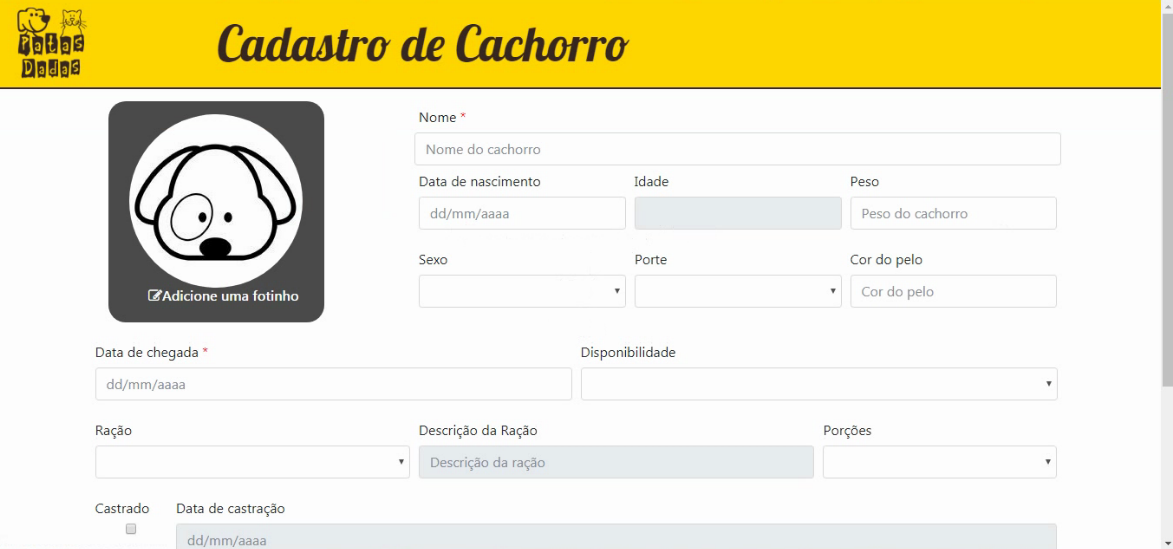 Patas
Dadas
Cadastro de Cachorro
Adicione uma fotinho
Nome *
Nome do cachorro
Data de nascimento Idade Peso
dd/mm/aaaa Peso do cachorro
Sexo Porte Cor do pelo
Cor do pelo
Data de chegada * Disponibilidade
dd/mm/aaaa
Ração Descrição da Ração Porções
Descrição da ração
Castrado Data de castração
dd/mm/aaaa